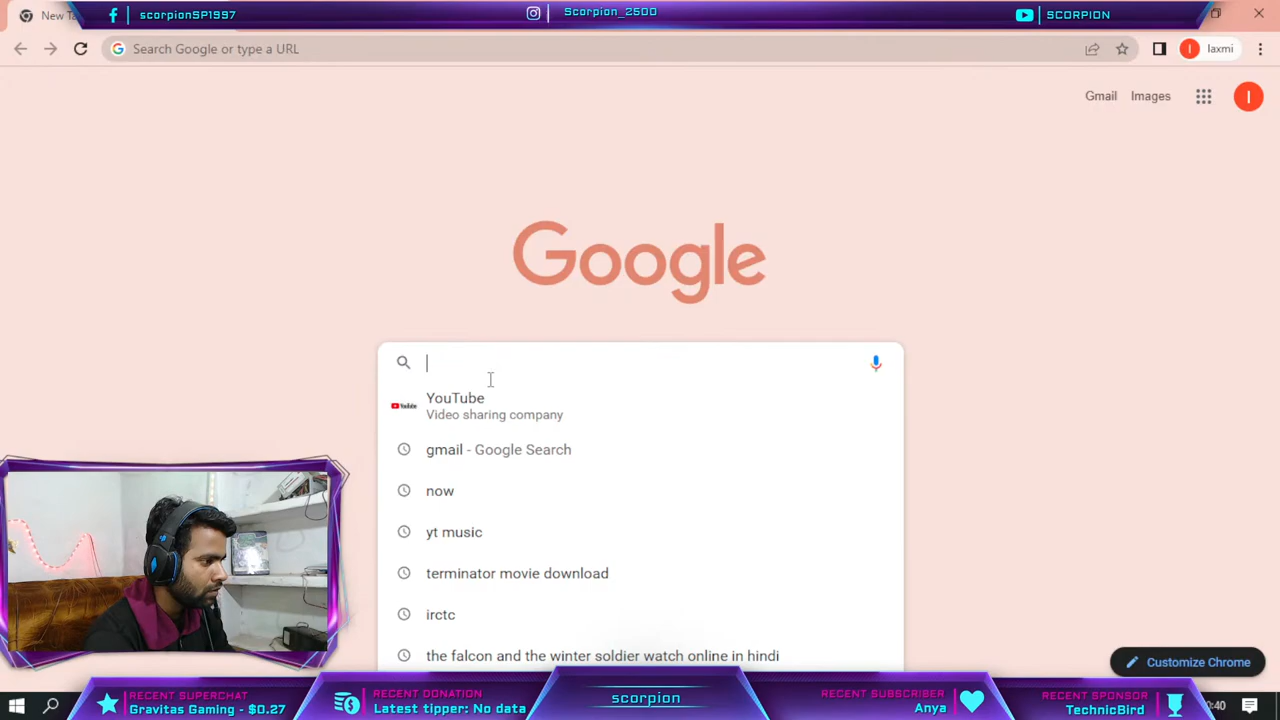 New Ta
scorpionSP1997
Scorpion_2500
SCORPION
Search Google or type a URL
laxmi
Gmail
Images
Google
YouTube
Video sharing company
gmail - Google Search
now
yt music
terminator movie download
irctc
the falcon and the winter soldier watch online in hindi
Customize Chrome
RECENT SUPERCHAT
Gravitas Gaming - $0.27
RECENT DONATION
Latest tipper: No data
scorpion
RECENT SUBSCRIBER
Anya
RECENT SPONSOR
TechnicBird
:40